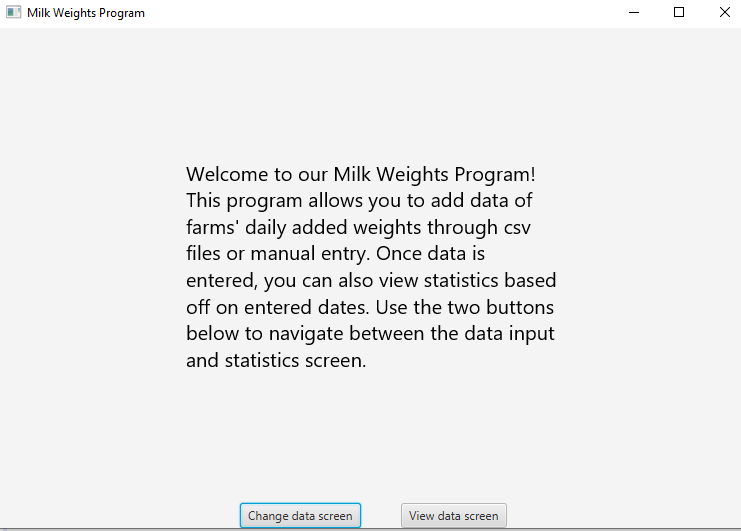 Milk Weights Program
Welcome to our Milk Weights Program!
This program allows you to add data of
farms' daily added weights through csv
files or manual entry. Once data is
entered, you can also view statistics based
off on entered dates. Use the two buttons
below to navigate between the data input
and statistics screen.
Change data screen
View data screen